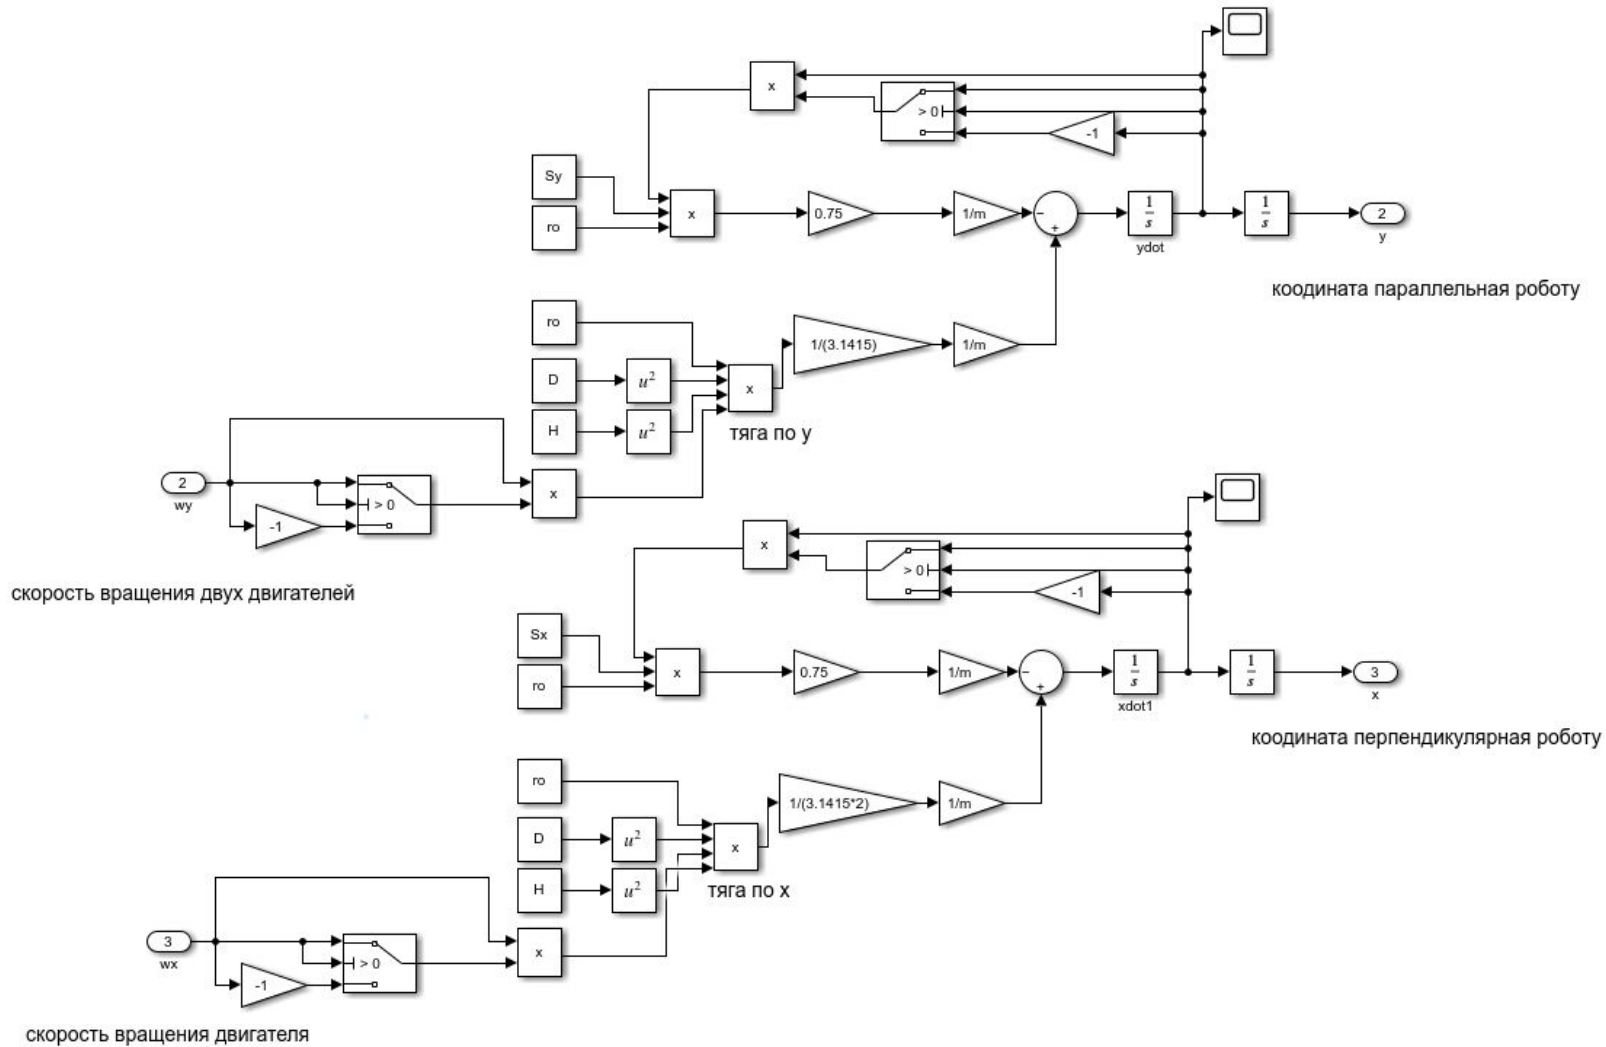 x
> 0
-1
Sy
ro
x
0.75
1/m
−
+
1
s
ydot
1
s
2
y
коодината параллельная роботу
ro
D
u²
H
u²
x
тяга по y
1/(3.1415)
1/m
2
wy
-1
> 0
x
скорость вращения двух двигателей
x
> 0
-1
Sx
ro
x
0.75
1/m
−
+
1
s
xdot1
1
s
3
x
коодината перпендикулярная роботу
ro
D
u²
H
u²
x
тяга по x
1/(3.1415*2)
1/m
3
wx
-1
> 0
x
скорость вращения двигателя